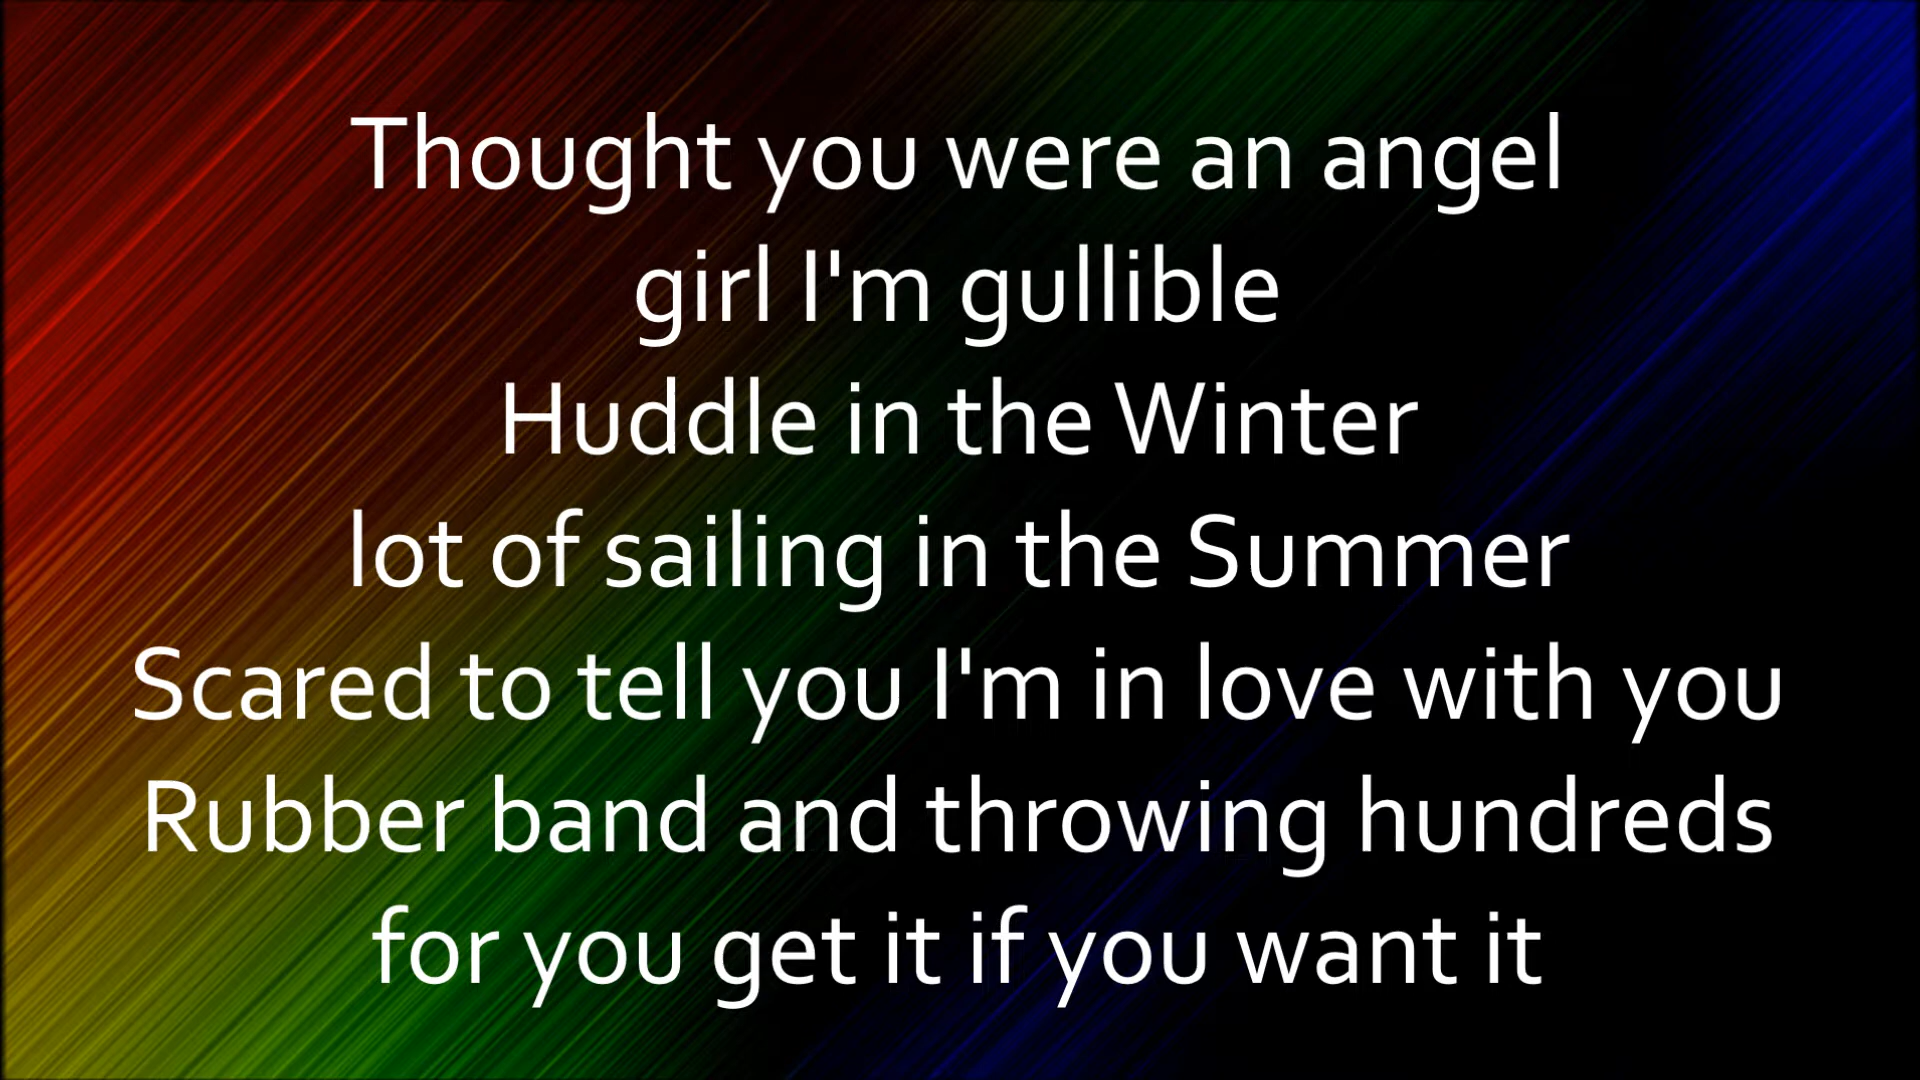 Thought you were an angel
girl I'm gullible
Huddle in the Winter
lot of sailing in the Summer
Scared to tell you I'm in love with you
Rubber band and throwing hundreds
for you get it if you want it